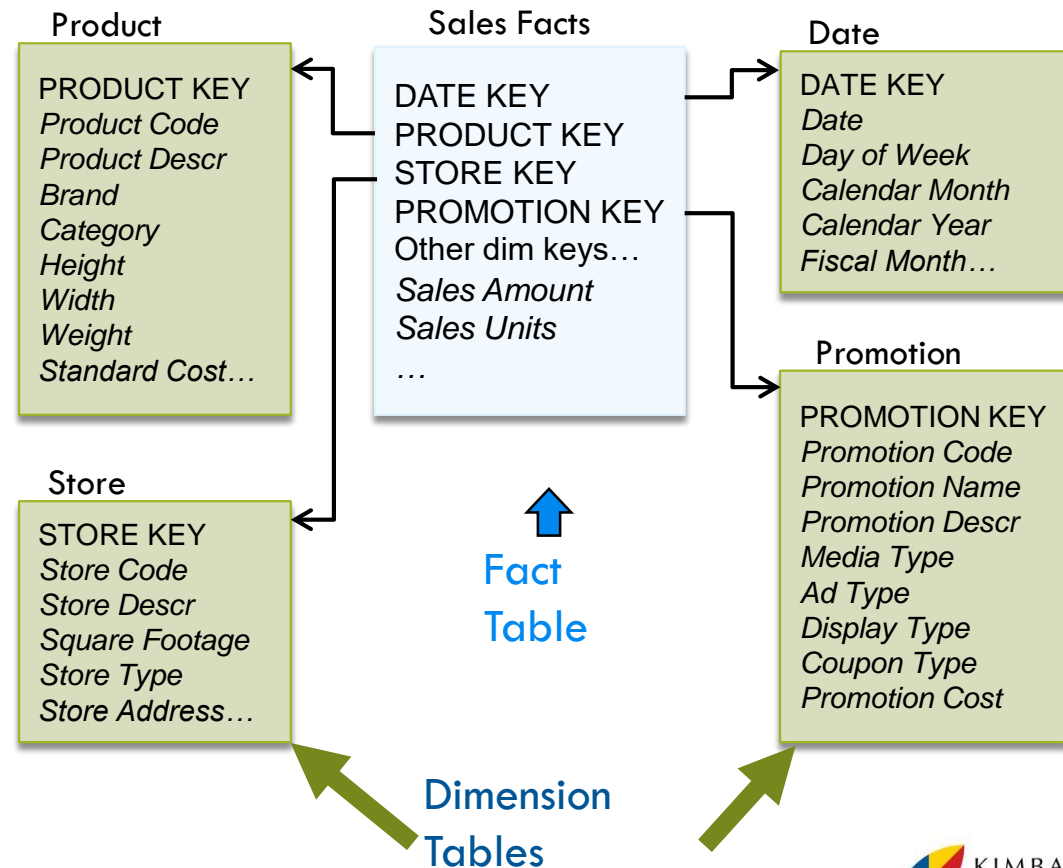 Product
PRODUCT KEY
Product Code
Product Descr
Brand
Category
Height
Width
Weight
Standard Cost…
Sales Facts
DATE KEY
PRODUCT KEY
STORE KEY
PROMOTION KEY
Other dim keys…
Sales Amount
Sales Units
…
Date
DATE KEY
Date
Day of Week
Calendar Month
Calendar Year
Fiscal Month…
Store
STORE KEY
Store Code
Store Descr
Square Footage
Store Type
Store Address…
Fact
Table
Promotion
PROMOTION KEY
Promotion Code
Promotion Name
Promotion Descr
Media Type
Ad Type
Display Type
Coupon Type
Promotion Cost
Dimension
Tables